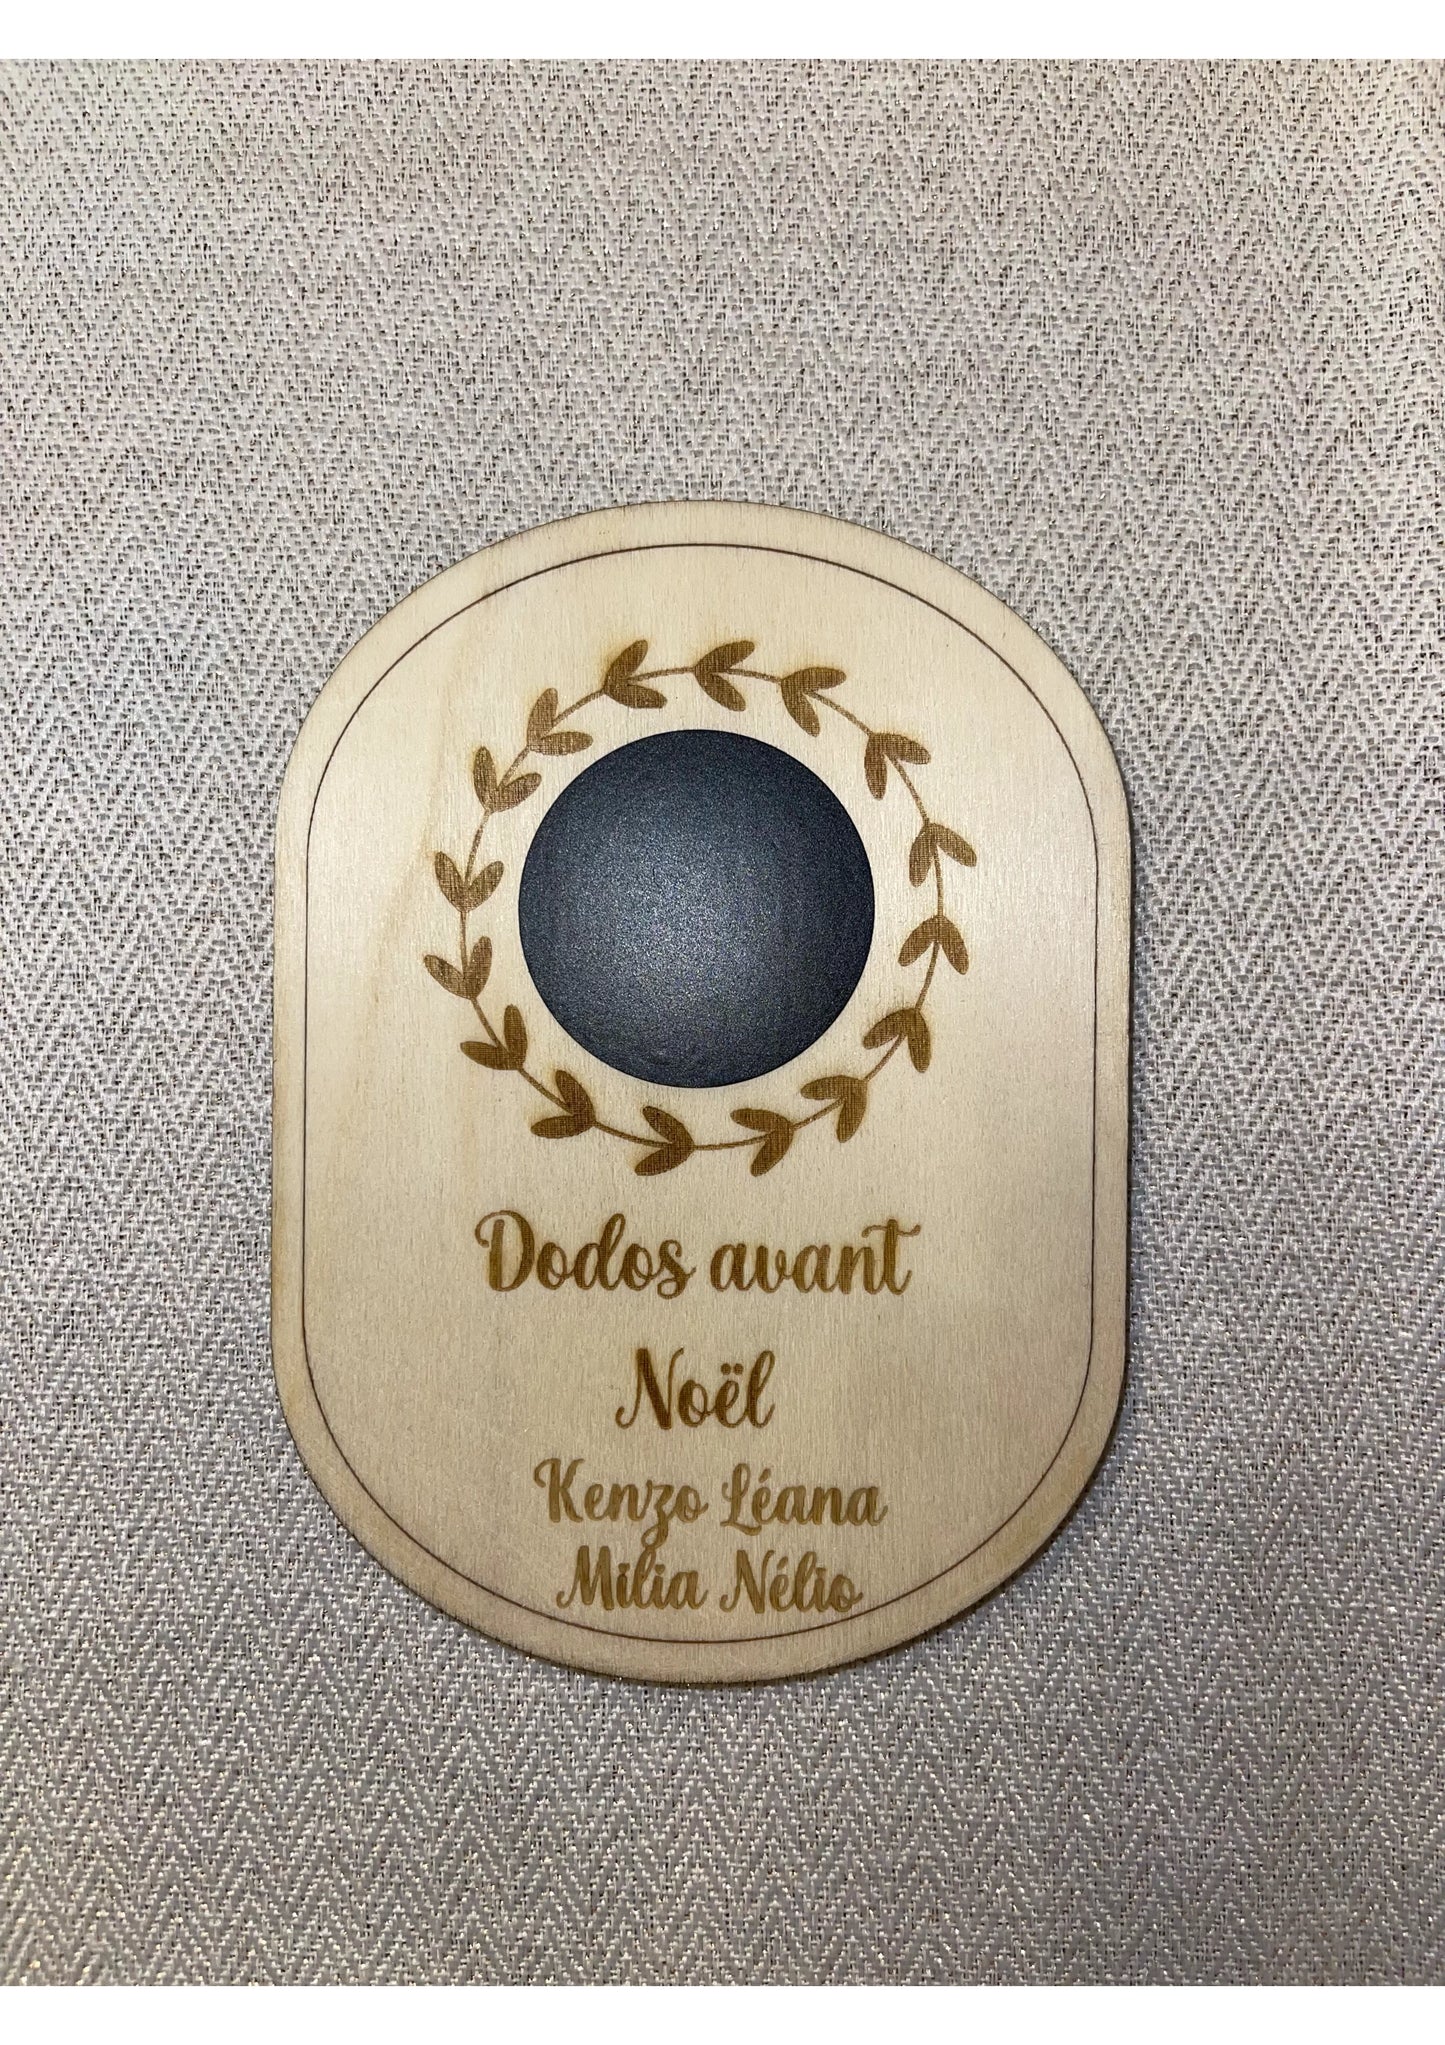 Dodos avant
Noël
Kenzo Léana
Milia Nélio